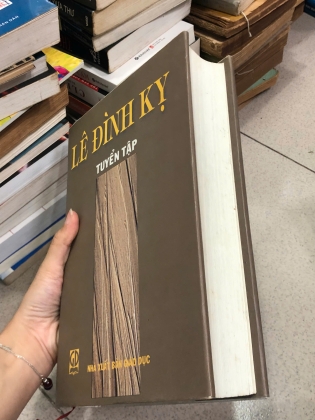 LÊ ĐÌNH KỴ
TUYỂN TẬP
NHÀ XUẤT BẢN GIÁO DỤC